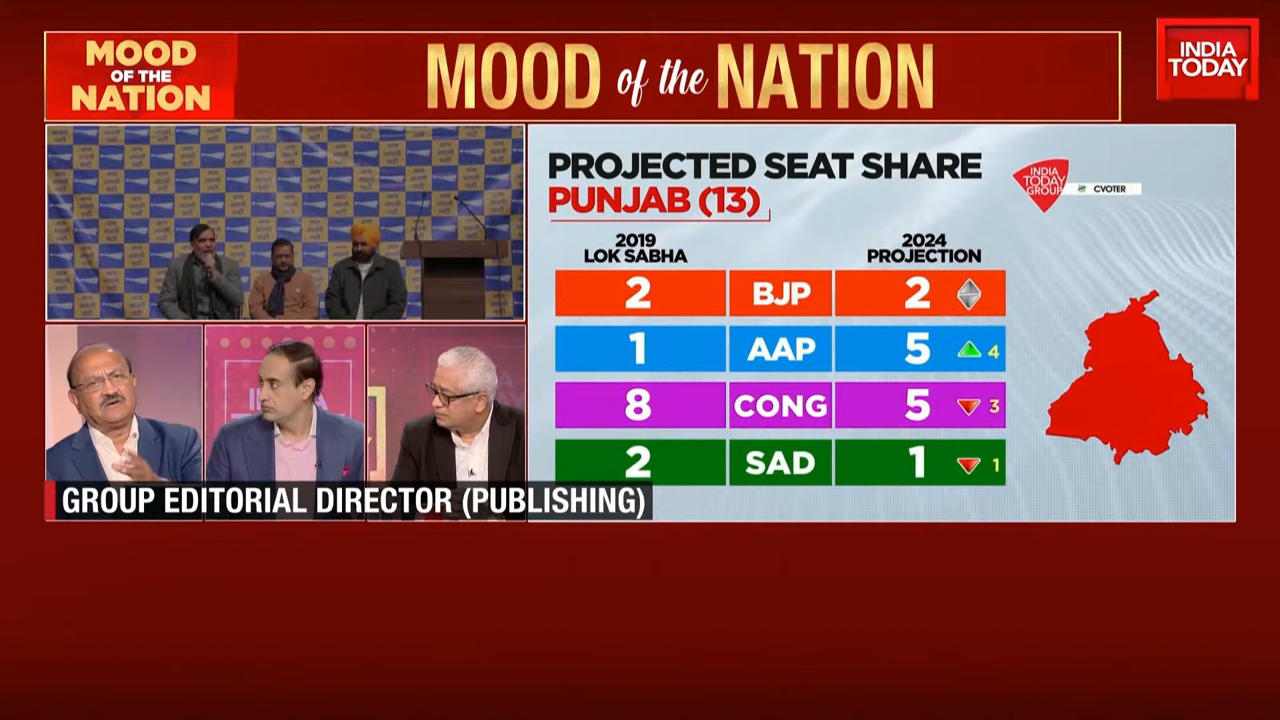 MOOD
OF THE
NATION
MOOD of the NATION
INDIA
TODAY
PROJECTED SEAT SHARE
PUNJAB (13)
INDIA
TODAY
GROUP
CVOTER
2019
LOK SABHA
2024
PROJECTION
2 BJP 2
1 AAP 5 4
8 CONG 5 3
2 SAD 1 1
GROUP EDITORIAL DIRECTOR (PUBLISHING)